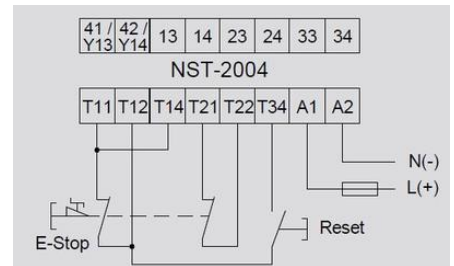 41 / Y13 42 / Y14 13 14 23 24 33 34
NST-2004
T11 T12 T14 T21 T22 T34 A1 A2
N(-)
L(+)
Reset
E-Stop